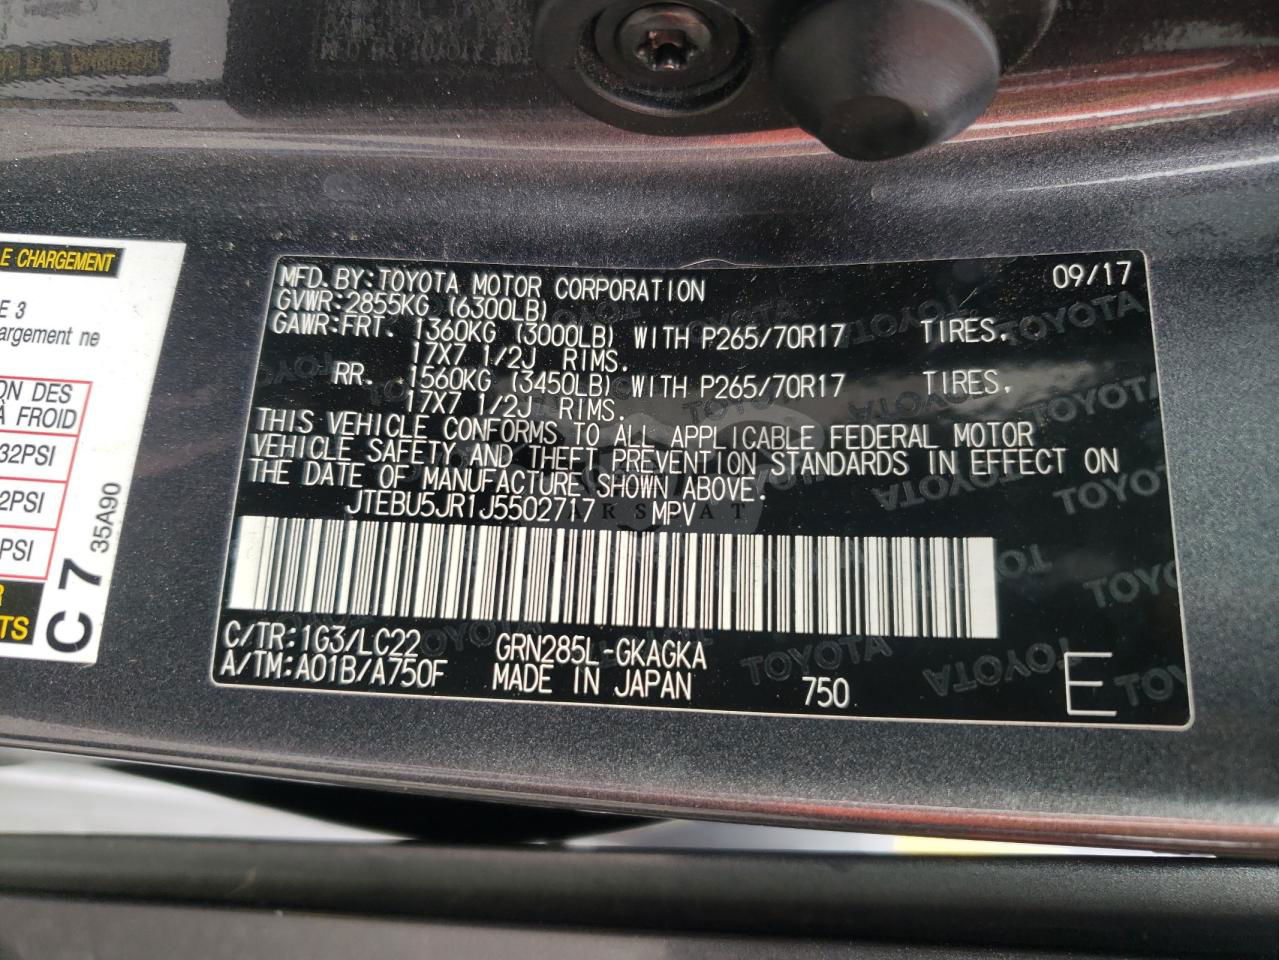 LE CHARGEMENT
E 3
argement ne
ON DES
À FROID
32PSI
2PSI
PSI
TS
C 7
35A90
MFD. BY: TOYOTA MOTOR CORPORATION 09/17
GVWR: 2855KG (6300LB)
GAWR: FRT. 1360KG (3000LB) WITH P265/70R17 TIRES,
17X7 1/2J RIMS.
RR. 1560KG (3450LB) WITH P265/70R17 TIRES,
17X7 1/2J RIMS.
THIS VEHICLE CONFORMS TO ALL APPLICABLE FEDERAL MOTOR
VEHICLE SAFETY AND THEFT PREVENTION STANDARDS IN EFFECT ON
THE DATE OF MANUFACTURE SHOWN ABOVE.
JTEBU5JR1J5502717 MPV
C/TR: 1G3/LC22 GRN285L-GKAGKA
A/TM: A01B/A750F MADE IN JAPAN 750 E